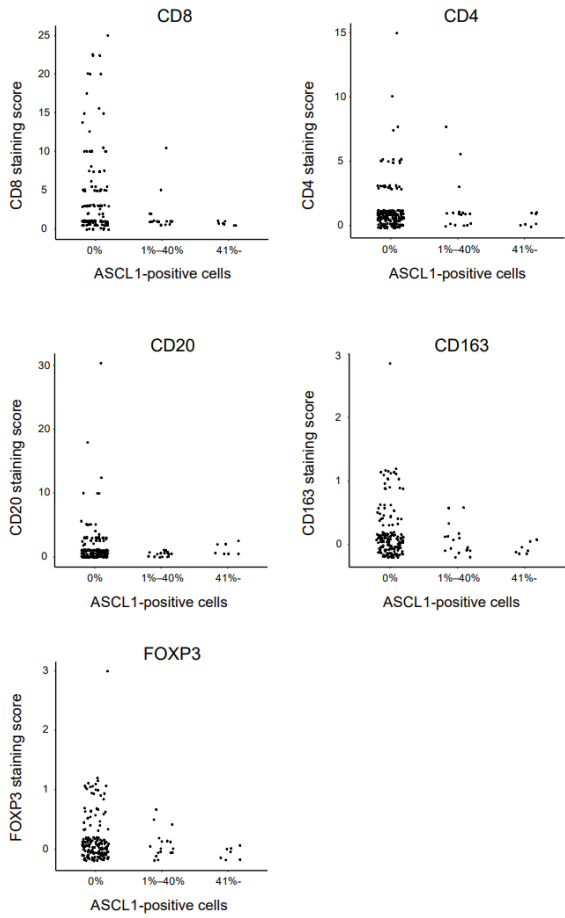 CD8
CD8 staining score
25
20
15
10
5
0
0%
1%–40%
41%-
ASCL1-positive cells
CD4
CD4 staining score
15
10
5
0
0%
1%–40%
41%-
ASCL1-positive cells
CD20
CD20 staining score
30
20
10
0
0%
1%–40%
41%-
ASCL1-positive cells
CD163
CD163 staining score
3
2
1
0
0%
1%–40%
41%-
ASCL1-positive cells
FOXP3
FOXP3 staining score
3
2
1
0
0%
1%–40%
41%-
ASCL1-positive cells